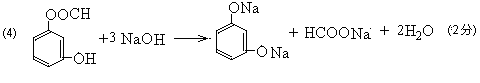 (4) OOCH OH +3 NaOH ONa ONa + HCOONa + 2H₂O (2分)